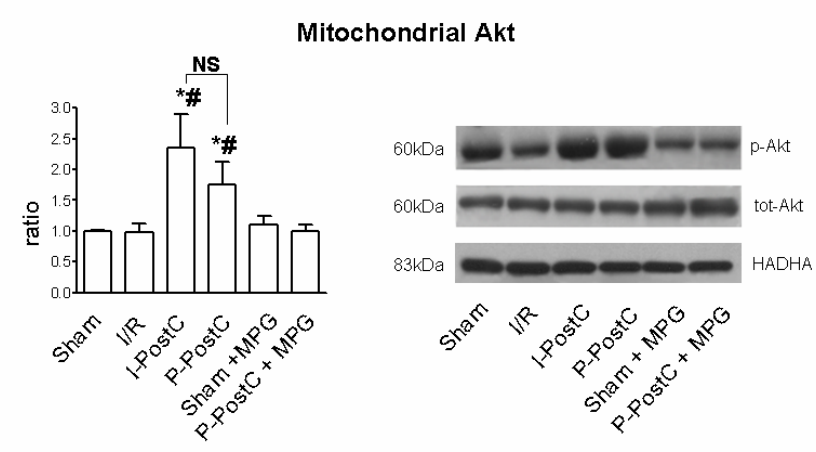 Mitochondrial Akt
NS
*#
*#
3.0
2.5
2.0
1.5
1.0
0.5
0.0
ratio
Sham
I/R
I-PostC
P-PostC
Sham +MPG
P-PostC + MPG
60kDa
p-Akt
60kDa
tot-Akt
83kDa
HADHA
Sham
I/R
I-PostC
P-PostC
Sham + MPG
P-PostC + MPG